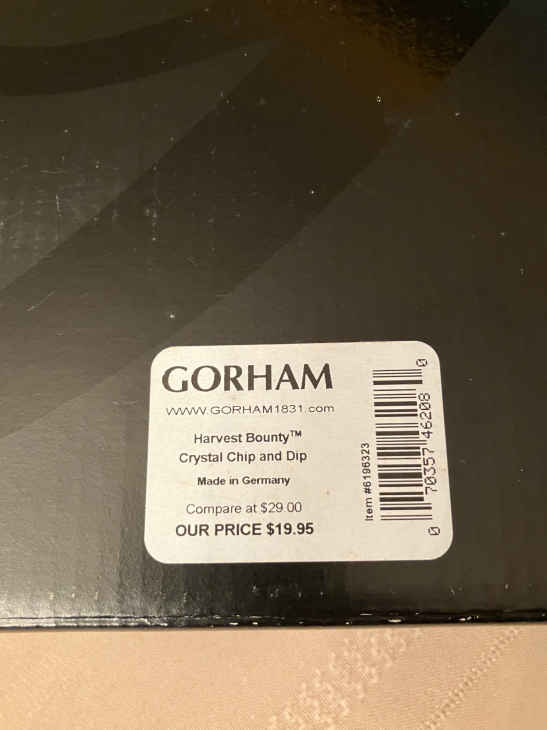 GORHAM
WWW.GORHAM1831.com
Harvest Bounty™
Crystal Chip and Dip
Made in Germany
Compare at $29.00
OUR PRICE $19.95
Item #6196323
0 70357 46208 0